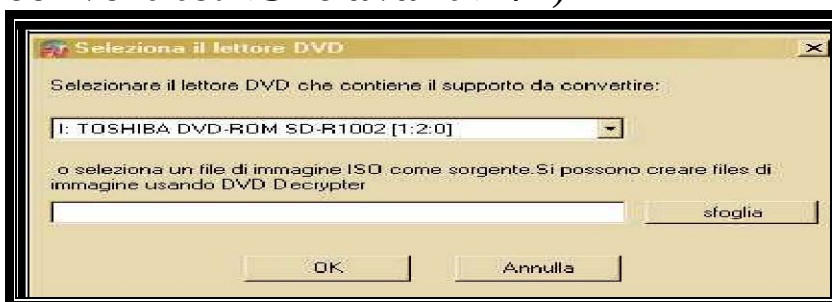 Seleziona il lettore DVD
Selezionare il lettore DVD che contiene il supporto da convertire:
I: TOSHIBA DVD-ROM SD-R1002 [1:2:0]
o seleziona un file di immagine ISO come sorgente.Si possono creare files di
immagine usando DVD Decrypter
sfoglia
OK
Annulla